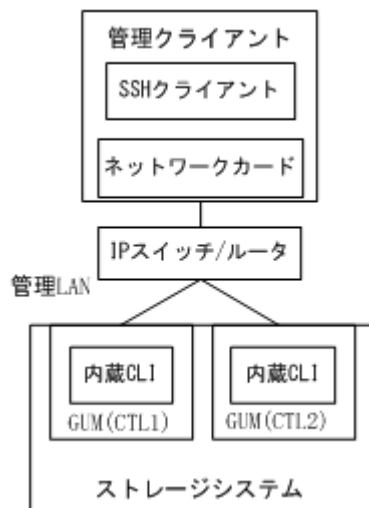 管理クライアント
SSHクライアント
ネットワークカード
IPスイッチ/ルータ
管理LAN
内蔵CLI
内蔵CLI
GUM(CTL1)
GUM(CTL2)
ストレージシステム